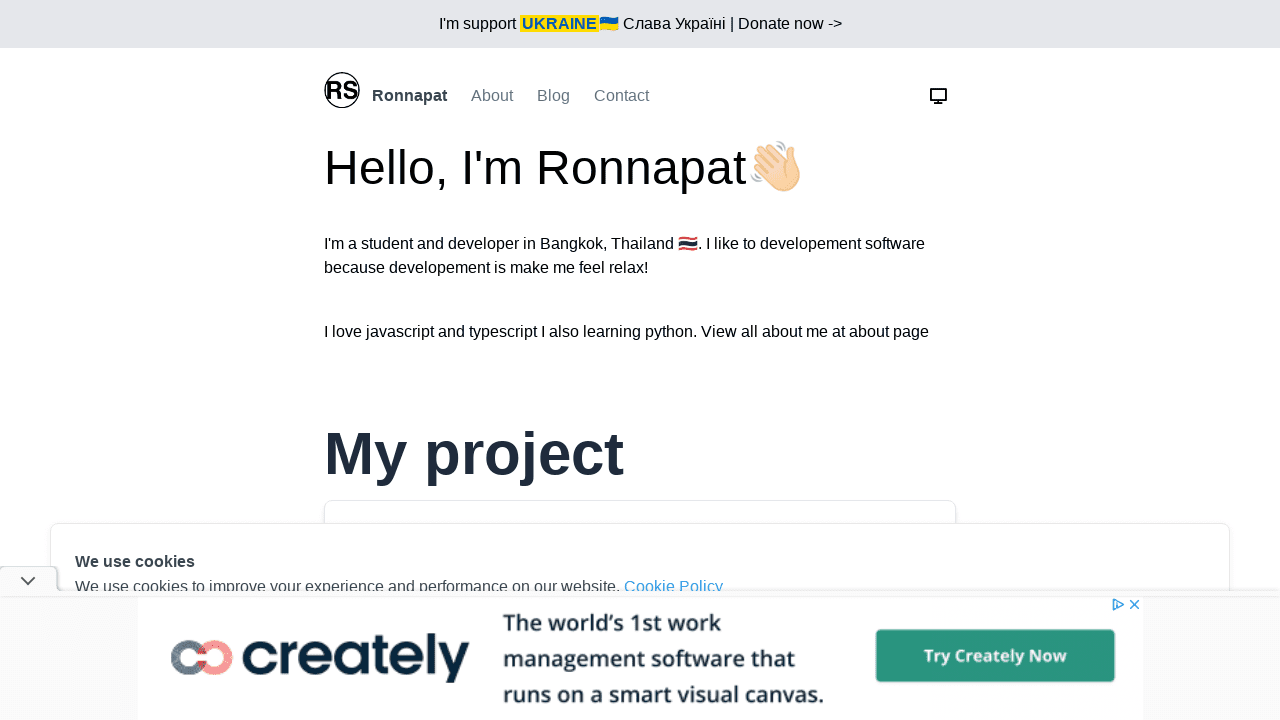 I'm support UKRAINE🇺🇦 Слава Україні | Donate now ->
RS Ronnapat About Blog Contact
Hello, I'm Ronnapat👋🏻
I'm a student and developer in Bangkok, Thailand 🇹🇭. I like to developement software
because developement is make me feel relax!
I love javascript and typescript I also learning python. View all about me at about page
My project
We use cookies
We use cookies to improve your experience and performance on our website. Cookie Policy
creately
The world's 1st work
management software that
runs on a smart visual canvas.
Try Creately Now